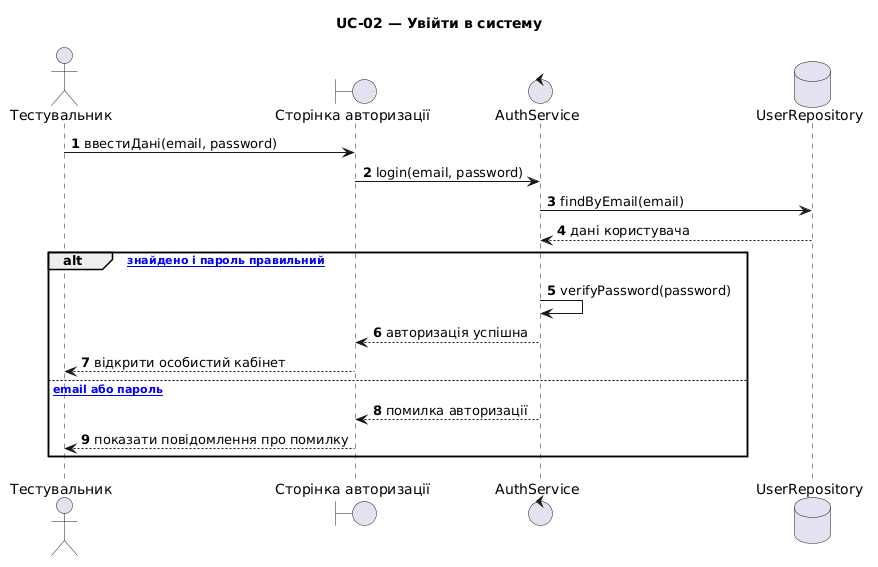 UC-02 — Увійти в систему
Тестувальник
Сторінка авторизації
AuthService
UserRepository
1 ввестиДані(email, password)
2 login(email, password)
3 findByEmail(email)
4 дані користувача
alt
знайдено і пароль правильний
5 verifyPassword(password)
6 авторизація успішна
7 відкрити особистий кабінет
email або пароль
8 помилка авторизації
9 показати повідомлення про помилку
Тестувальник
Сторінка авторизації
AuthService
UserRepository